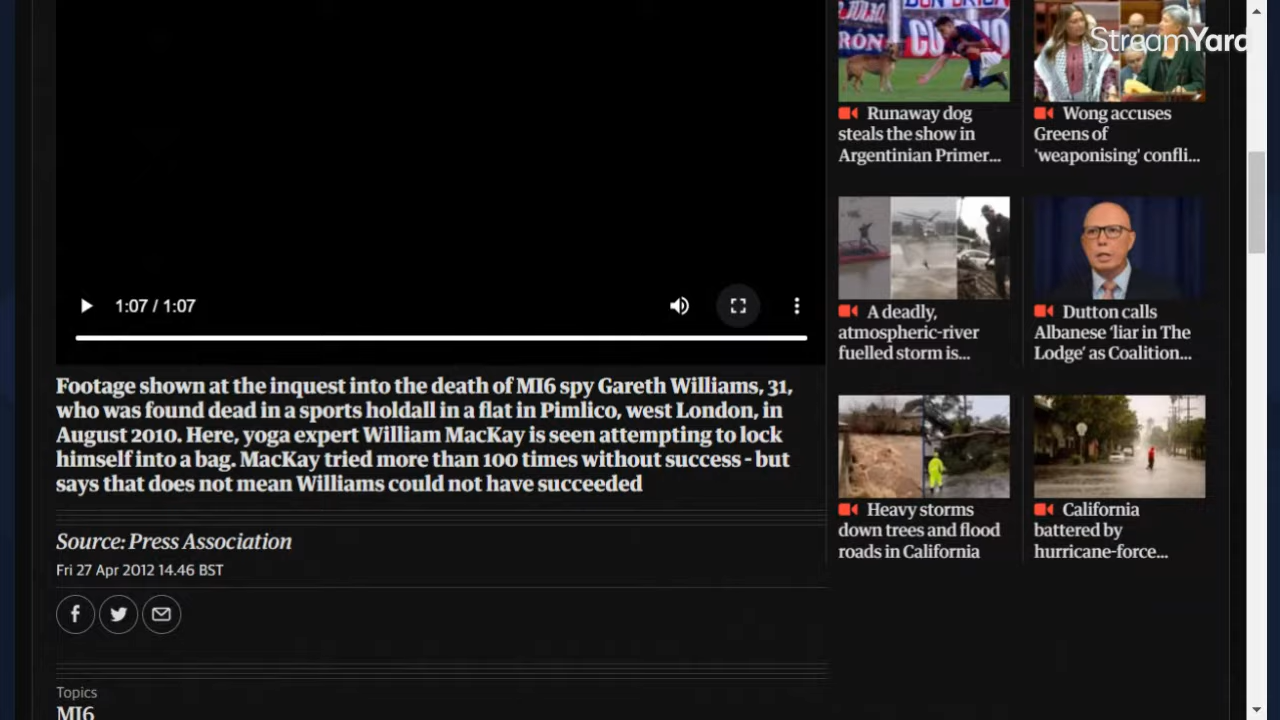 StreamYard
Runaway dog
steals the show in
Argentinian Primer...
Wong accuses
Greens of
'weaponising' confli...
1:07 / 1:07
A deadly,
atmospheric-river
fuelled storm is...
Dutton calls
Albanese 'liar in The
Lodge' as Coalition...
Footage shown at the inquest into the death of MI6 spy Gareth Williams, 31,
who was found dead in a sports holdall in a flat in Pimlico, west London, in
August 2010. Here, yoga expert William MacKay is seen attempting to lock
himself into a bag. MacKay tried more than 100 times without success - but
says that does not mean Williams could not have succeeded
Heavy storms
down trees and flood
roads in California
California
battered by
hurricane-force...
Source: Press Association
Fri 27 Apr 2012 14.46 BST
Topics
MI6